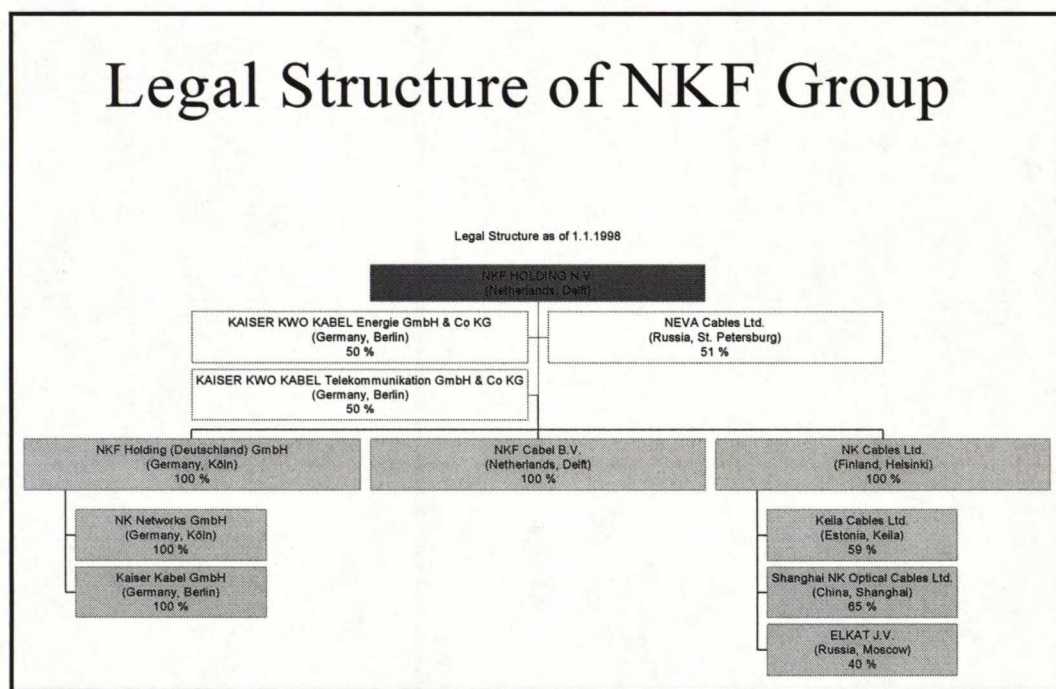 Legal Structure of NKF Group
Legal Structure as of 1.1.1998
NKF HOLDING N.V.
(Netherlands, Delft)
KAISER KWO KABEL Energie GmbH & Co KG
(Germany, Berlin)
50 %
NEVA Cables Ltd.
(Russia, St. Petersburg)
51 %
KAISER KWO KABEL Telekommunikation GmbH & Co KG
(Germany, Berlin)
50 %
NKF Holding (Deutschland) GmbH
(Germany, Köln)
100 %
NKF Cabel B.V.
(Netherlands, Delft)
100 %
NK Cables Ltd.
(Finland, Helsinki)
100 %
NK Networks GmbH
(Germany, Köln)
100 %
Kaiser Kabel GmbH
(Germany, Berlin)
100 %
Keila Cables Ltd.
(Estonia, Keila)
59 %
Shanghai NK Optical Cables Ltd.
(China, Shanghai)
65 %
ELKAT J.V.
(Russia, Moscow)
40 %